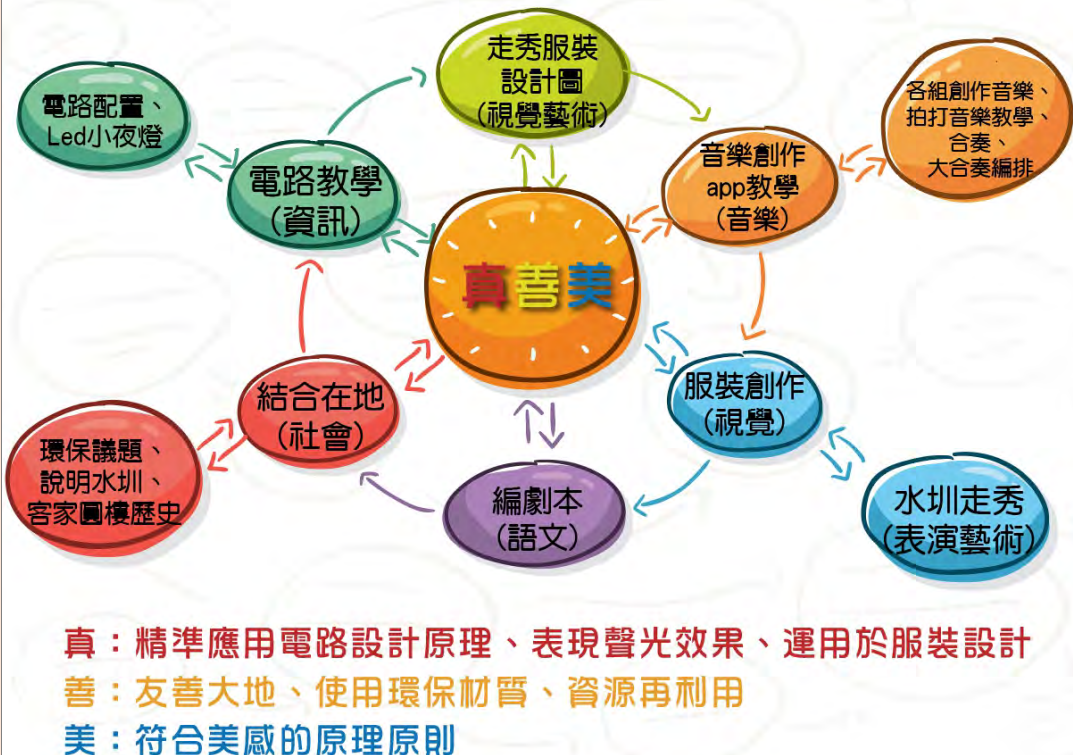 走秀服裝
設計圖
(視覺藝術)
電路配置、
Led小夜燈
電路教學
(資訊)
音樂創作
app教學
(音樂)
各組創作音樂、
拍打音樂教學、
合奏、
大合奏編排
真善美
結合在地
(社會)
服裝創作
(視覺)
環保議題、
說明水圳、
客家圓樓歷史
編劇本
(語文)
水圳走秀
(表演藝術)
真：精準應用電路設計原理、表現聲光效果、運用於服裝設計
善：友善大地、使用環保材質、資源再利用
美：符合美感的原理原則